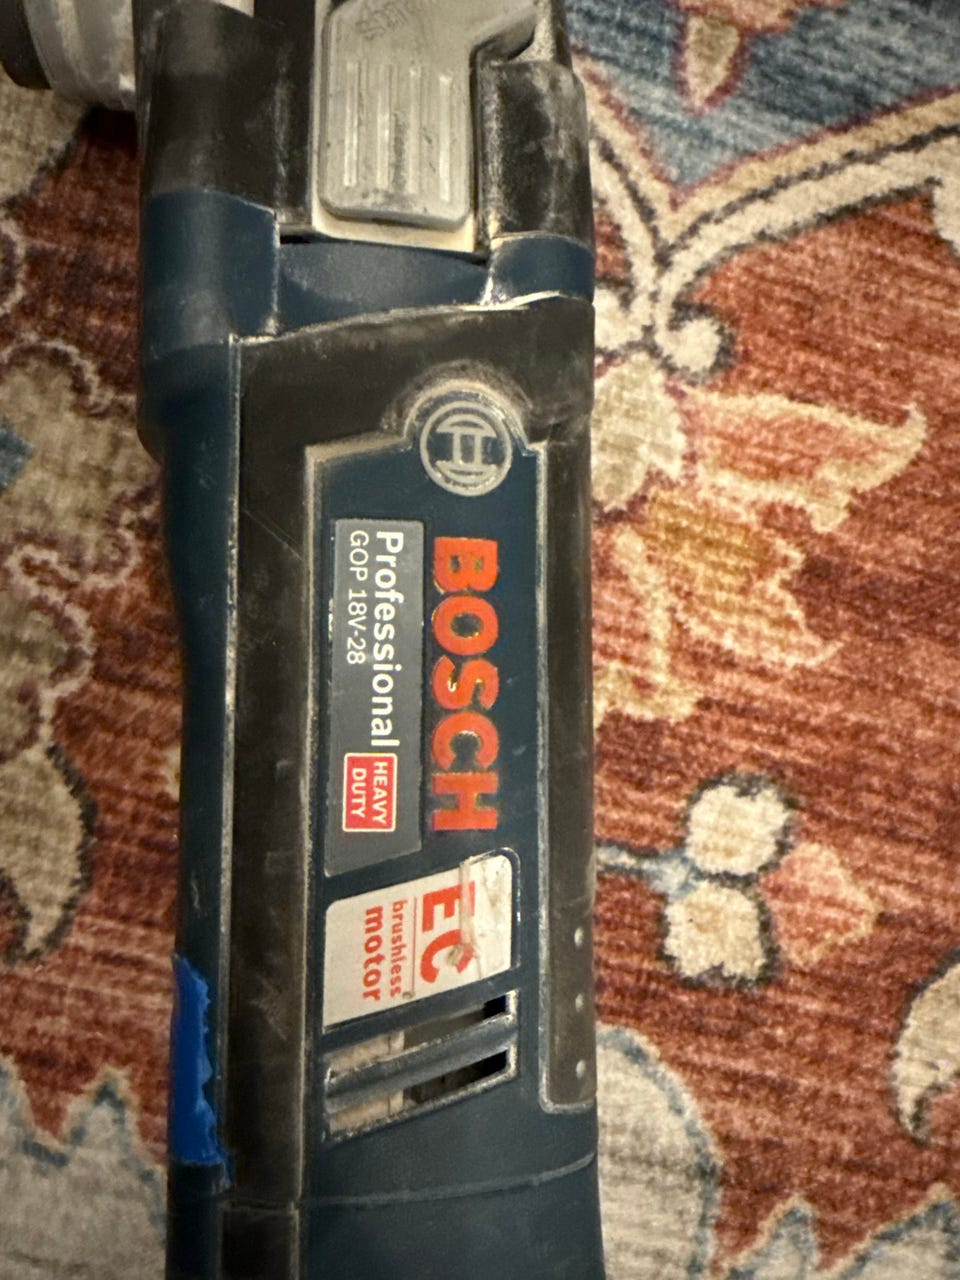 BOSCH
Professional
GOP 18V-28
HEAVY
DUTY
EC
brushless
motor